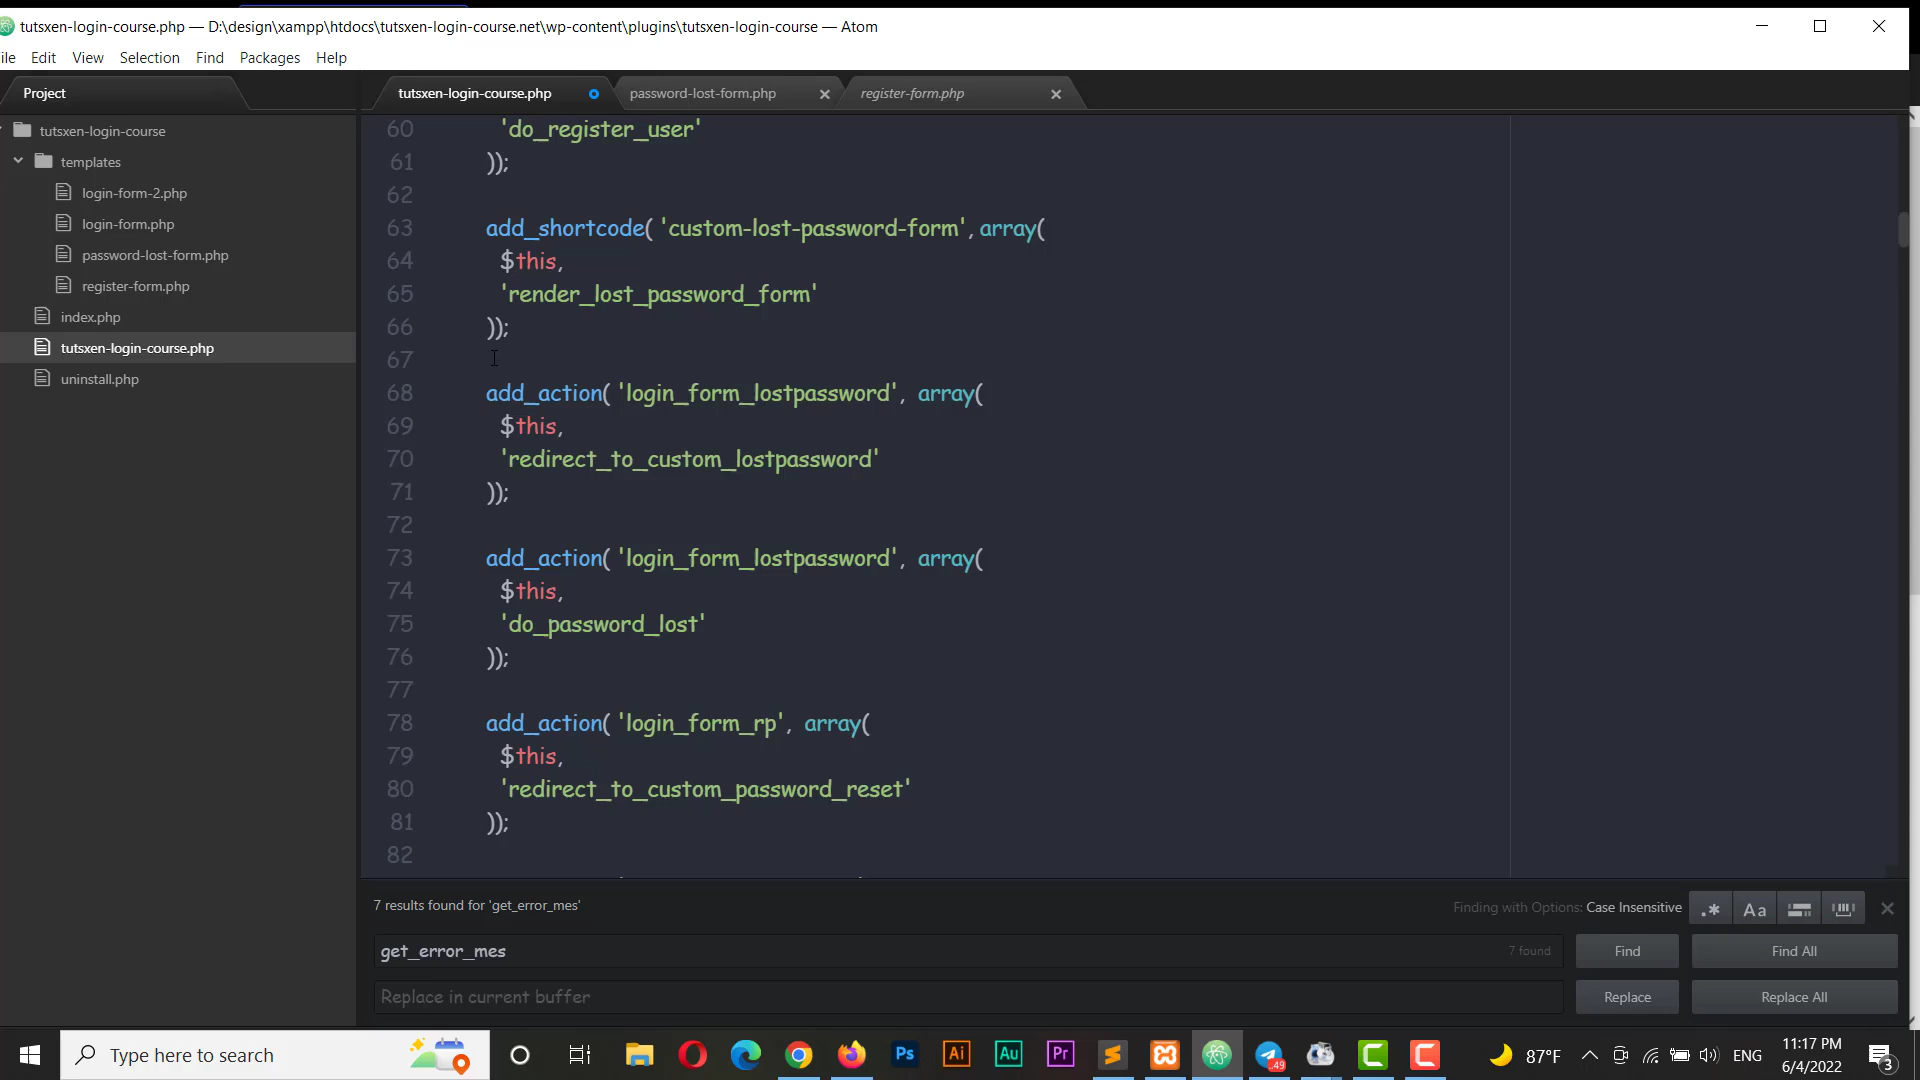 tutsxen-login-course.php — D:\design\xampp\htdocs\tutsxen-login-course.net\wp-content\plugins\tutsxen-login-course — Atom
ile Edit View Selection Find Packages Help
Project
tutsxen-login-course.php
password-lost-form.php
register-form.php
tutsxen-login-course
templates
login-form-2.php
login-form.php
password-lost-form.php
register-form.php
index.php
tutsxen-login-course.php
uninstall.php
60 'do_register_user'
61 ));
62
63 add_shortcode( 'custom-lost-password-form', array(
64 $this,
65 'render_lost_password_form'
66 ));
67
68 add_action( 'login_form_lostpassword', array(
69 $this,
70 'redirect_to_custom_lostpassword'
71 ));
72
73 add_action( 'login_form_lostpassword', array(
74 $this,
75 'do_password_lost'
76 ));
77
78 add_action( 'login_form_rp', array(
79 $this,
80 'redirect_to_custom_password_reset'
81 ));
82
7 results found for 'get_error_mes'
Finding with Options: Case Insensitive
.* Aa
get_error_mes
7 found
Find
Find All
Replace in current buffer
Replace
Replace All
Type here to search
Ps
Ai
Au
Pr
49
87°F
ENG
11:17 PM
6/4/2022
3